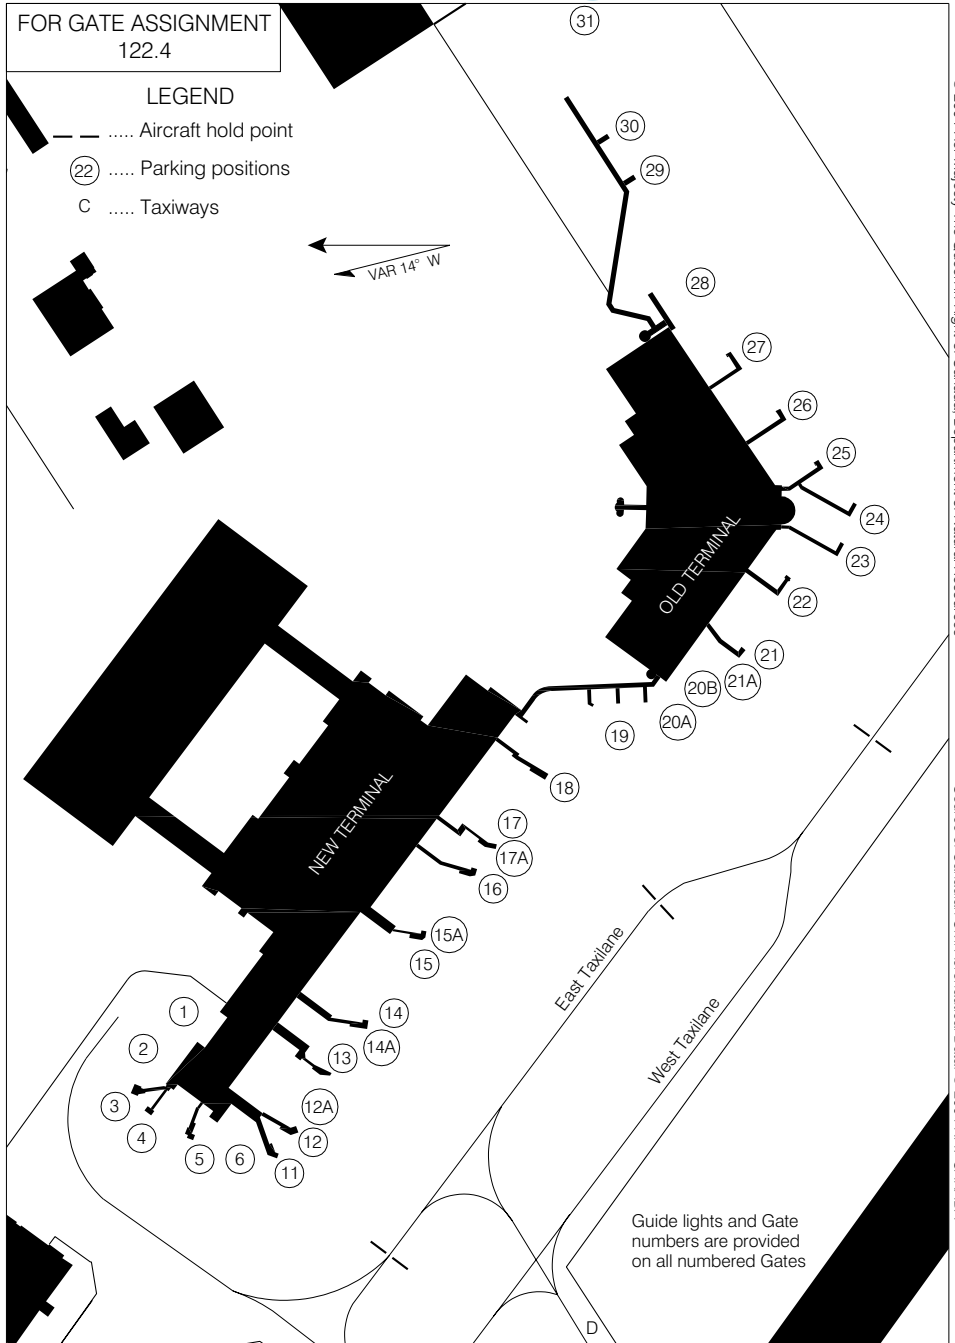 FOR GATE ASSIGNMENT
122.4
LEGEND
..... Aircraft hold point
22 ..... Parking positions
C ..... Taxiways
VAR 14° W
31
30
29
28
27
26
25
24
23
22
21
21A
20B
20A
19
OLD TERMINAL
18
17
17A
16
NEW TERMINAL
15A
15
14
14A
13
12A
12
11
1
2
3
4
5
6
East Taxilane
West Taxilane
Guide lights and Gate
numbers are provided
on all numbered Gates
D